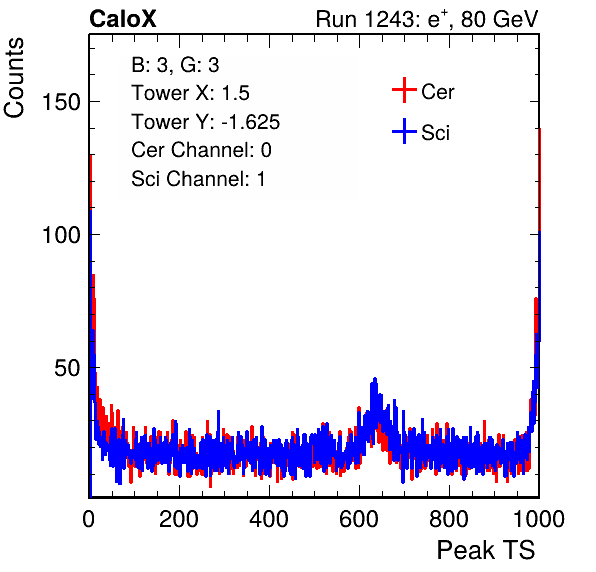 CaloX Run 1243: e⁺, 80 GeV
Counts
B: 3, G: 3
Tower X: 1.5
Tower Y: -1.625
Cer Channel: 0
Sci Channel: 1
Cer
Sci
150
100
50
0 200 400 600 800 1000
Peak TS